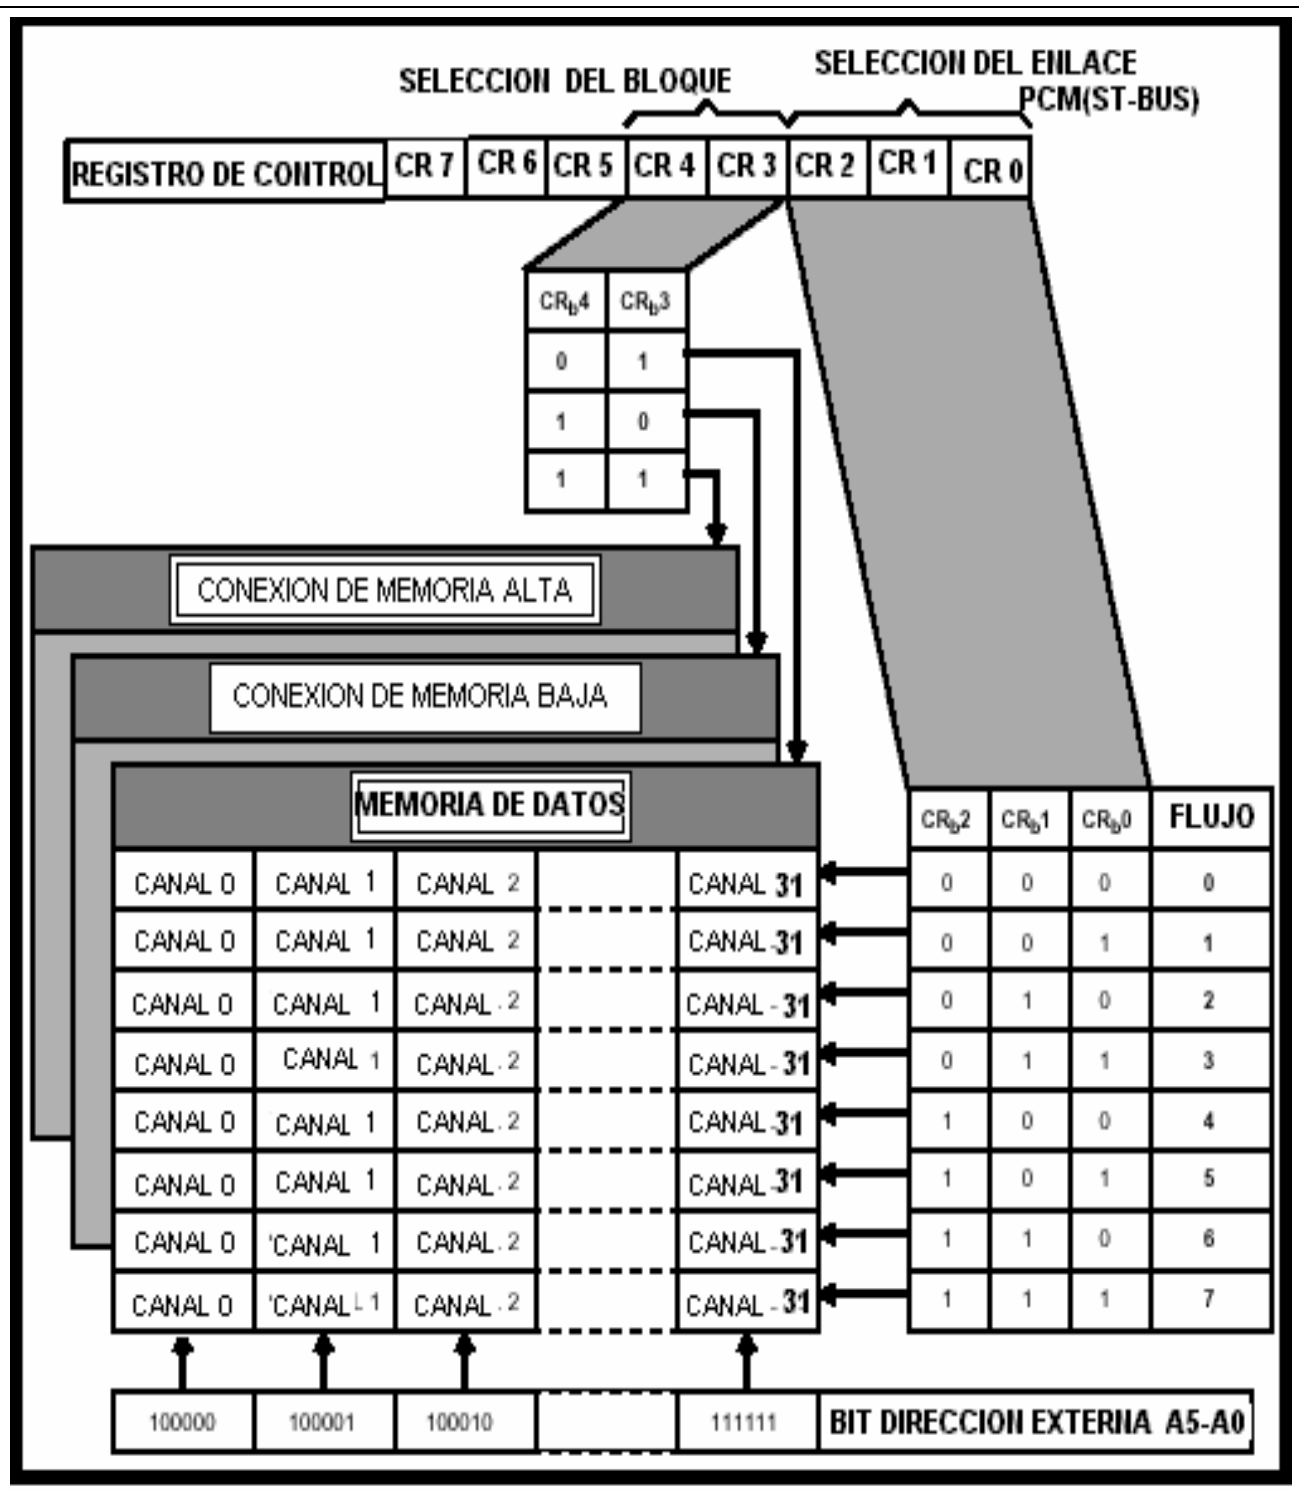 SELECCION DEL BLOQUE
SELECCION DEL ENLACE
PCM(ST-BUS)
REGISTRO DE CONTROL CR 7 CR 6 CR 5 CR 4 CR 3 CR 2 CR 1 CR 0
CRb4 CRb3
0 1
1 0
1 1
CONEXION DE MEMORIA ALTA
CONEXION DE MEMORIA BAJA
MEMORIA DE DATOS
CRb2 CRb1 CRb0 FLUJO
CANAL 0 CANAL 1 CANAL 2 CANAL 31 0 0 0 0
CANAL 0 CANAL 1 CANAL 2 CANAL-31 0 0 1 1
CANAL 0 CANAL 1 CANAL.2 CANAL-31 0 1 0 2
CANAL 0 CANAL 1 CANAL.2 CANAL-31 0 1 1 3
CANAL 0 CANAL 1 CANAL.2 CANAL-31 1 0 0 4
CANAL 0 CANAL 1 CANAL.2 CANAL-31 1 0 1 5
CANAL 0 'CANAL 1 CANAL.2 CANAL-31 1 1 0 6
CANAL 0 'CANAL 1 CANAL.2 CANAL-31 1 1 1 7
100000 100001 100010 111111 BIT DIRECCION EXTERNA A5-A0